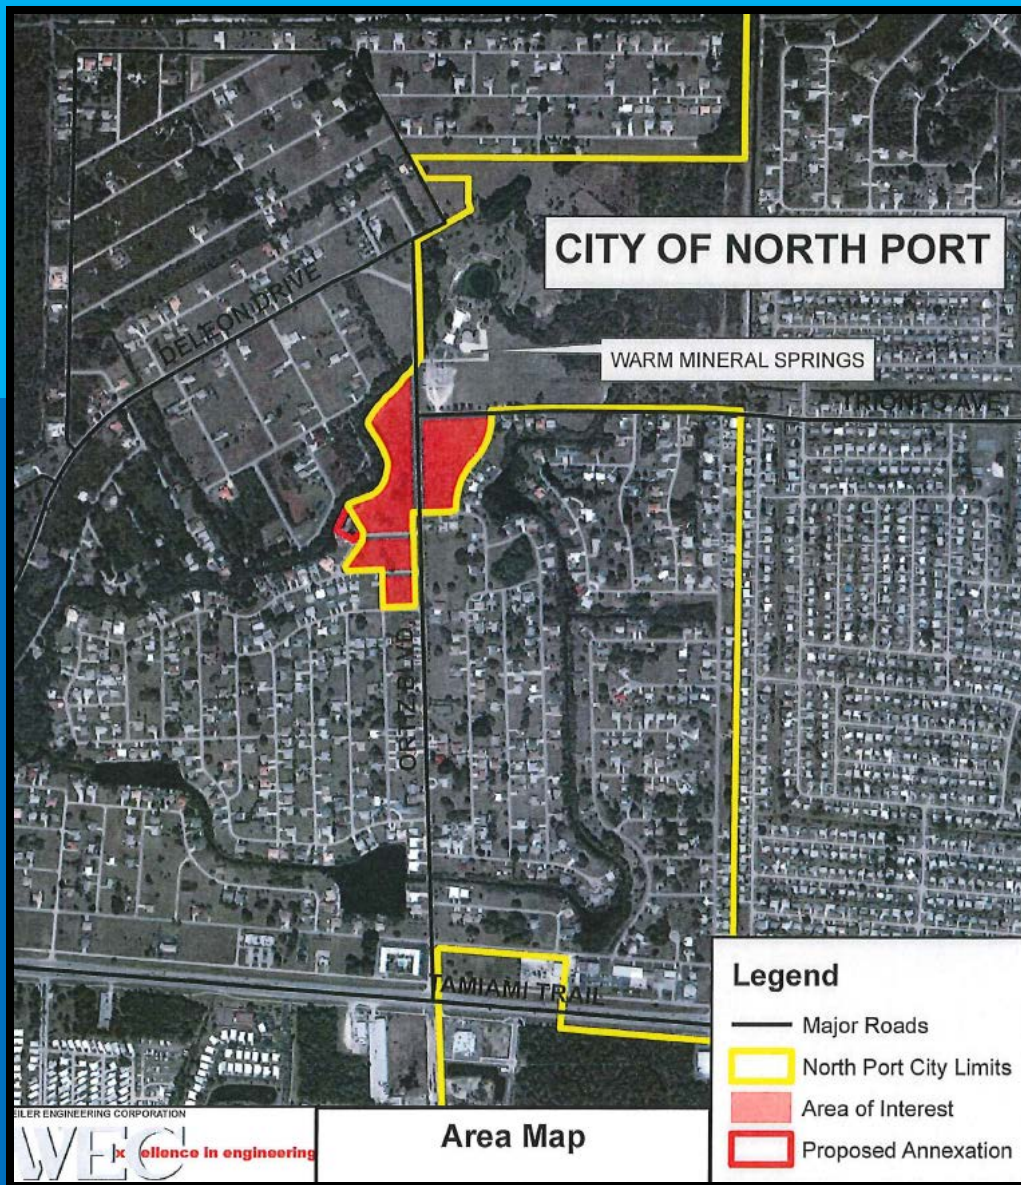 CITY OF NORTH PORT
DELEON DRIVE
WARM MINERAL SPRINGS
TRIONFO AVE
ORTIZ BLVD.
TAMIAMI TRAIL
Legend
Major Roads
North Port City Limits
Area of Interest
Proposed Annexation
EILER ENGINEERING CORPORATION
WEC
excellence in engineering
Area Map